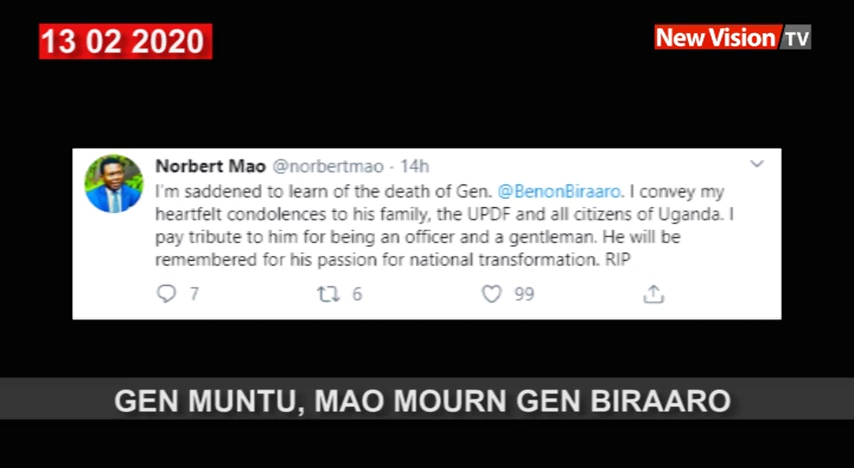 13 02 2020
New Vision TV
Norbert Mao @norbertmao · 14h
I'm saddened to learn of the death of Gen. @BenonBiraaro. I convey my
heartfelt condolences to his family, the UPDF and all citizens of Uganda. I
pay tribute to him for being an officer and a gentleman. He will be
remembered for his passion for national transformation. RIP
7 6 99
GEN MUNTU, MAO MOURN GEN BIRAARO